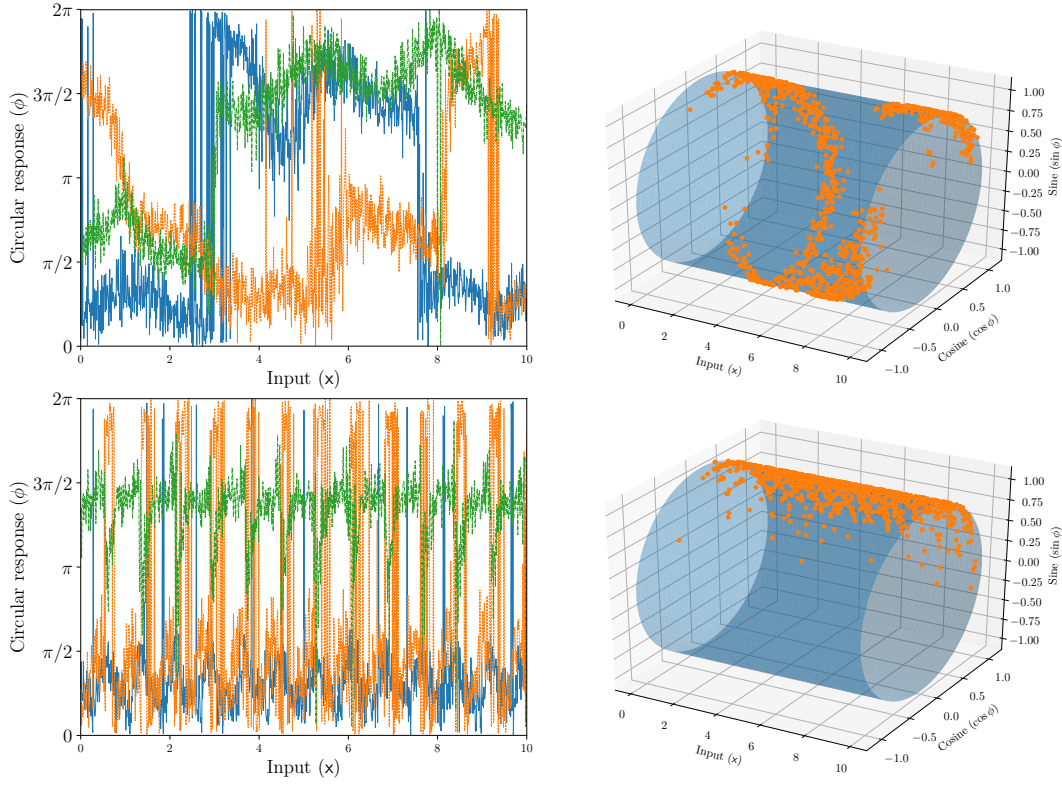 2π
3π/2
π
π/2
0
0 2 4 6 8 10
Circular response (ϕ)
Input (x)
1.00
0.75
0.50
0.25
0.00
−0.25
−0.50
−0.75
−1.00
Sine (sin ϕ)
1.0
0.5
0.0
−0.5
−1.0
Cosine (cos ϕ)
0 2 4 6 8 10
Input (x)
2π
3π/2
π
π/2
0
0 2 4 6 8 10
Circular response (ϕ)
Input (x)
1.00
0.75
0.50
0.25
0.00
−0.25
−0.50
−0.75
−1.00
Sine (sin ϕ)
1.0
0.5
0.0
−0.5
−1.0
Cosine (cos ϕ)
0 2 4 6 8 10
Input (x)